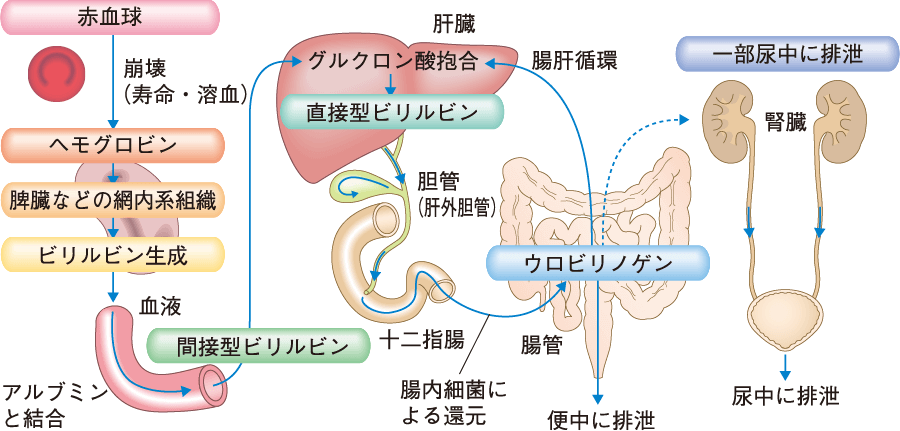 赤血球
崩壊
(寿命・溶血)
ヘモグロビン
脾臓などの網内系組織
ビリルビン生成
血液
間接型ビリルビン
アルブミン
と結合
肝臓
グルクロン酸抱合
直接型ビリルビン
胆管
(肝外胆管)
十二指腸
腸内細菌に
よる還元
腸肝循環
ウロビリノゲン
腸管
便中に排泄
一部尿中に排泄
腎臓
尿中に排泄